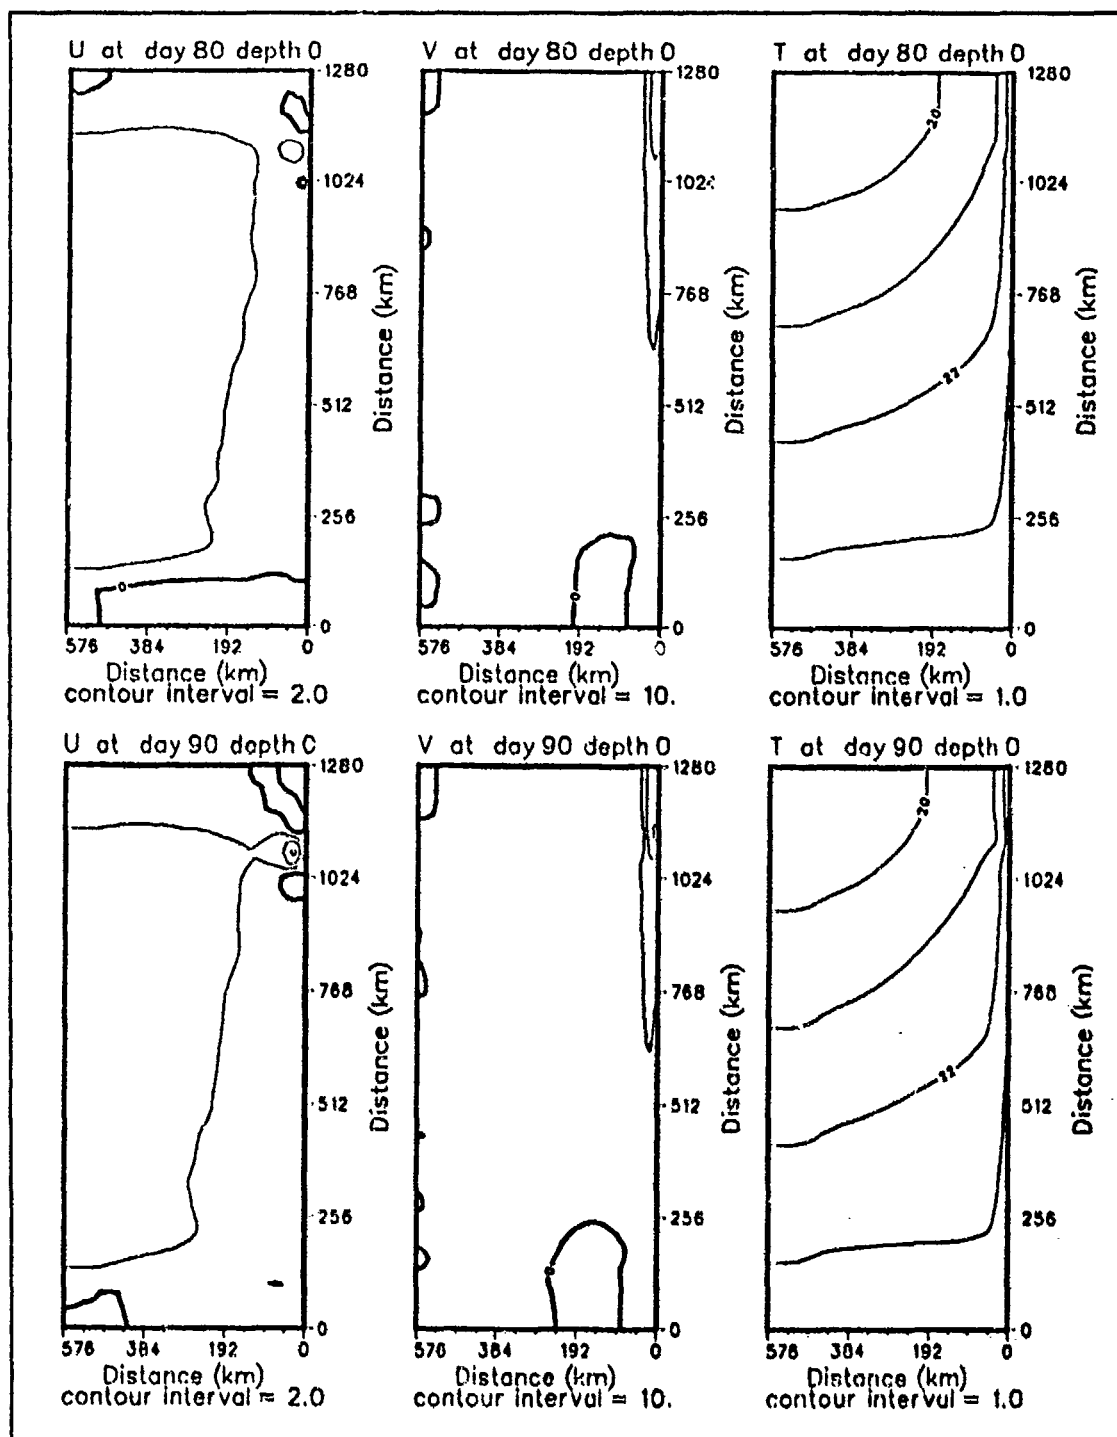 U at day 80 depth 0
1280
1024
768
512
256
0
Distance (km)
0
576 384 192 0
Distance (km)
contour interval = 2.0
V at day 80 depth 0
1280
1024
768
512
256
0
Distance (km)
0
576 384 192 0
Distance (km)
contour interval = 10.
T at day 80 depth 0
1280
1024
768
512
256
0
Distance (km)
20
22
576 384 192 0
Distance (km)
contour interval = 1.0
U at day 90 depth 0
1280
1024
768
512
256
0
Distance (km)
576 384 192 0
Distance (km)
contour interval = 2.0
V at day 90 depth 0
1280
1024
768
512
256
0
Distance (km)
0
576 384 192 0
Distance (km)
contour interval = 10.
T at day 90 depth 0
1280
1024
768
512
256
0
Distance (km)
20
22
576 384 192 0
Distance (km)
contour interval = 1.0